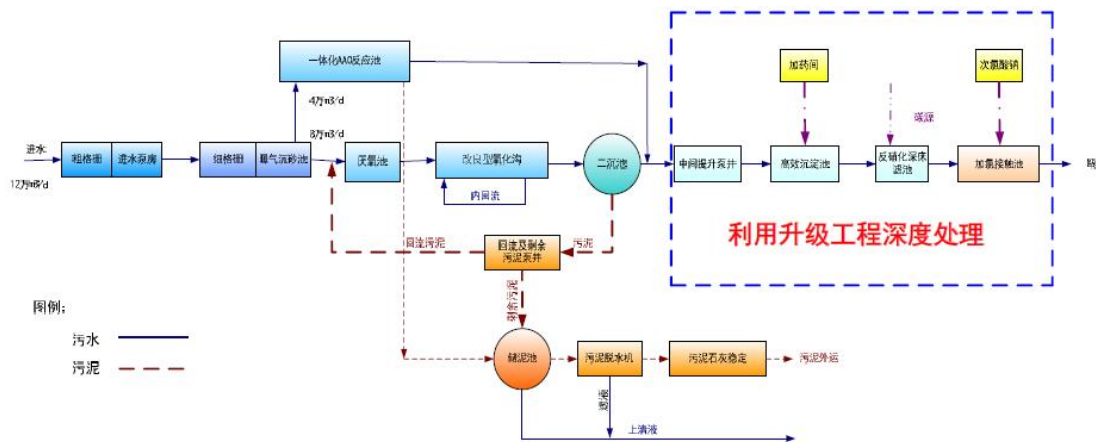 一体化AAO反应池
加药间
次氯酸钠
4万m3/d
碳源
进水:
8万m3/d
粗格栅
进水泵房
细格栅
曝气沉砂池
厌氧池
改良型氧化沟
二沉池
中间提升泵井
高效沉淀池
反硝化深床
滤池
加氯接触池
12万m3/d
内回流
利用升级工程深度处理
回流污泥
回流及剩余
污泥泵井
污泥
剩余污泥
图例:
污水
污泥
储泥池
污泥脱水机
污泥石灰稳定
污泥外运
滤液
上清液